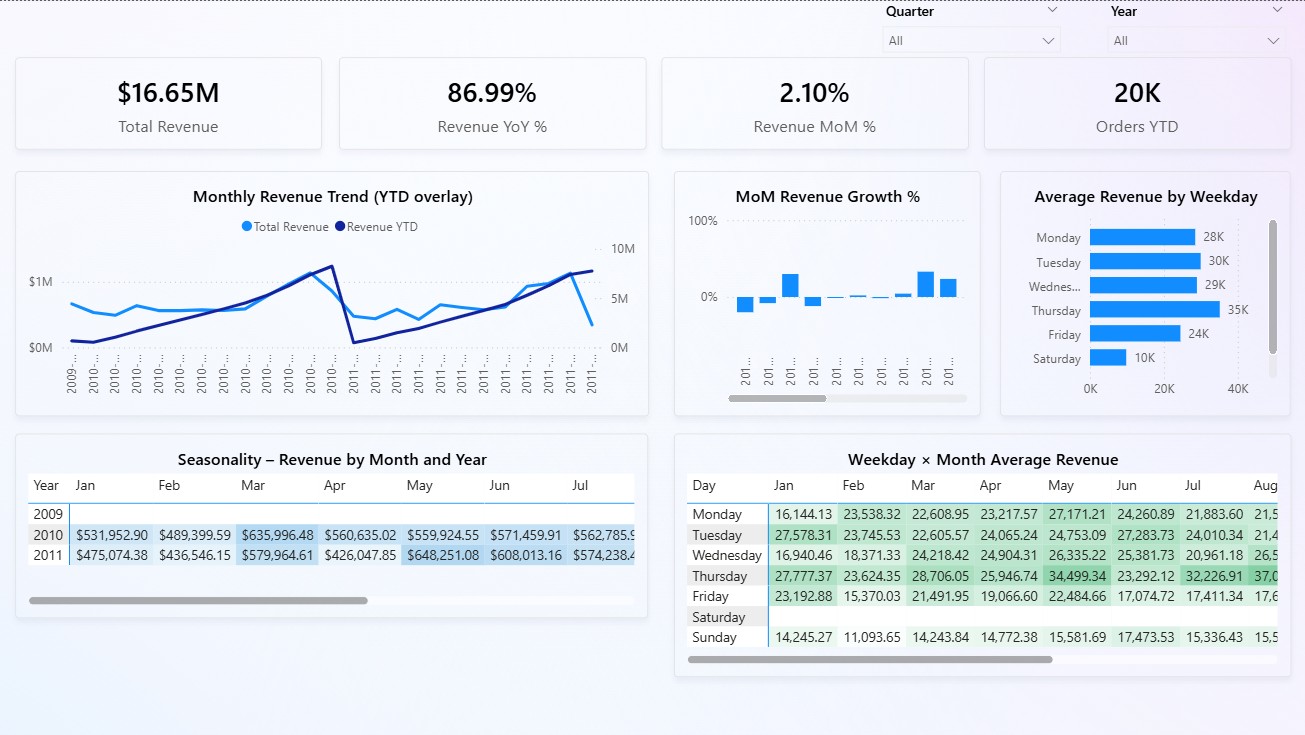 Quarter Year
All All
$16.65M 86.99% 2.10% 20K
Total Revenue Revenue YoY % Revenue MoM % Orders YTD
Monthly Revenue Trend (YTD overlay)
Total Revenue Revenue YTD
10M
$1M
5M
$0M 0M
2009-… 2010-… 2010-… 2010-… 2010-… 2010-… 2010-… 2010-… 2010-… 2010-… 2010-… 2010-… 2010-… 2011-… 2011-… 2011-… 2011-… 2011-… 2011-… 2011-… 2011-… 2011-… 2011-… 2011-… 2011-…
MoM Revenue Growth %
100%
0%
201… 201… 201… 201… 201… 201… 201… 201… 201… 201…
Average Revenue by Weekday
Monday 28K
Tuesday 30K
Wednes... 29K
Thursday 35K
Friday 24K
Saturday 10K
0K 20K 40K
Seasonality – Revenue by Month and Year
Year Jan Feb Mar Apr May Jun Jul
2009
2010 $531,952.90 $489,399.59 $635,996.48 $560,635.02 $559,924.55 $571,459.91 $562,785.9
2011 $475,074.38 $436,546.15 $579,964.61 $426,047.85 $648,251.08 $608,013.16 $574,238.4
Weekday × Month Average Revenue
Day Jan Feb Mar Apr May Jun Jul Aug
Monday 16,144.13 23,538.32 22,608.95 23,217.57 27,171.21 24,260.89 21,883.60 21,5
Tuesday 27,578.31 23,745.53 22,605.57 24,065.24 24,753.09 27,283.73 24,010.34 21,4
Wednesday 16,940.46 18,371.33 24,218.42 24,904.31 26,335.22 25,381.73 20,961.18 26,5
Thursday 27,777.37 23,624.35 28,706.05 25,946.74 34,499.34 23,292.12 32,226.91 37,0
Friday 23,192.88 15,370.03 21,491.95 19,066.60 22,484.66 17,074.72 17,411.34 17,6
Saturday
Sunday 14,245.27 11,093.65 14,243.84 14,772.38 15,581.69 17,473.53 15,336.43 15,5